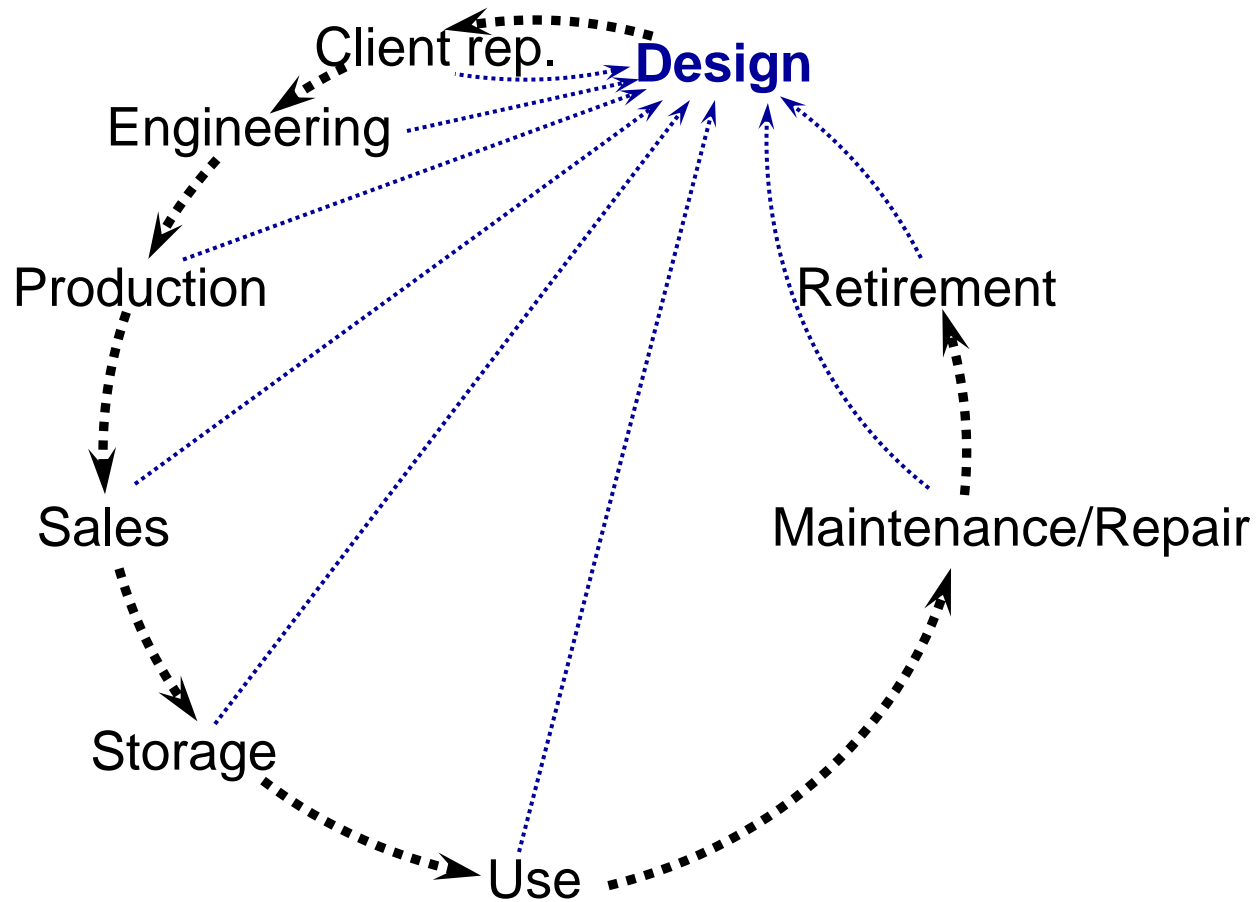 Client rep.
Design
Engineering
Production
Retirement
Sales
Maintenance/Repair
Storage
Use